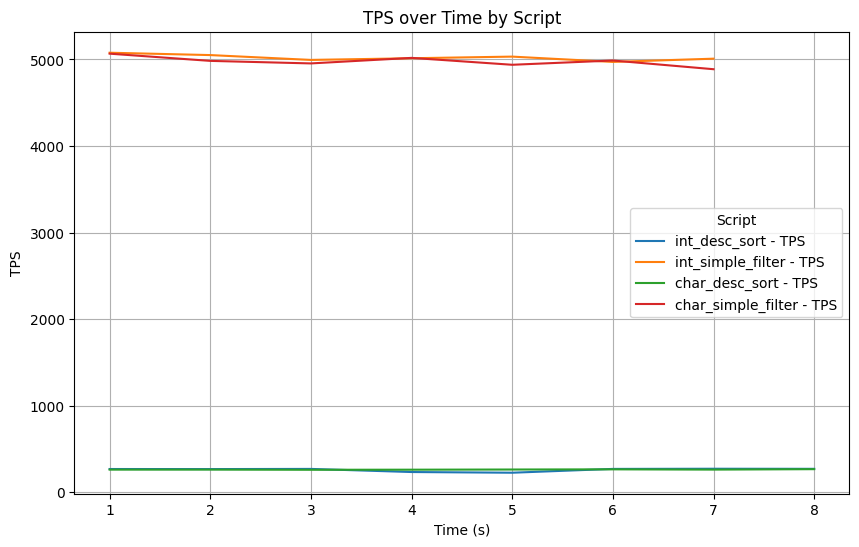 TPS over Time by Script
TPS
5000
4000
3000
2000
1000
0
Script
int_desc_sort - TPS
int_simple_filter - TPS
char_desc_sort - TPS
char_simple_filter - TPS
1 2 3 4 5 6 7 8
Time (s)